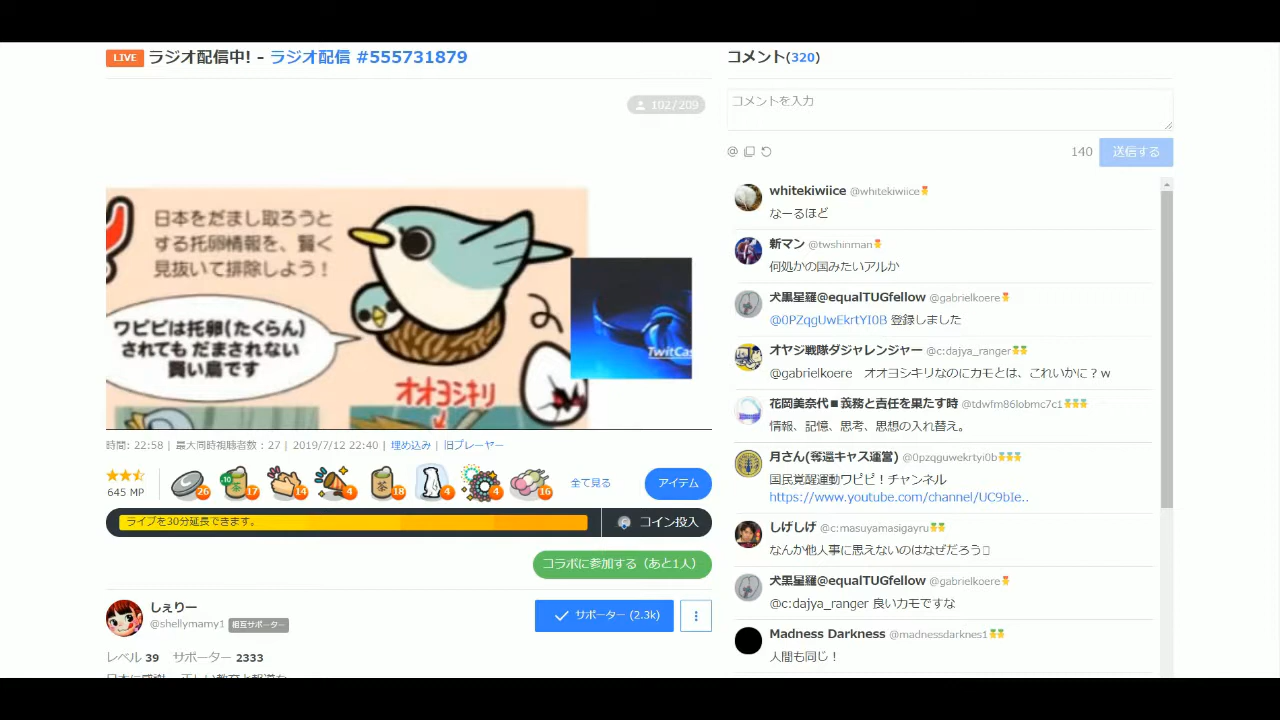 LIVE ラジオ配信中! - ラジオ配信 #555731879
102/209
日本をだまし取ろうと
する托卵情報を、賢く
見抜いて排除しよう！
ワピピは托卵(たくらん)
されても だまされない
賢い鳥です
オオヨシキリ
TwitCas
時間: 22:58 | 最大同時視聴者数 : 27 | 2019/7/12 22:40 | 埋め込み | 旧プレーヤー
645 MP
26
-10
茶
17
14
4
茶
18
4
4
16
全て見る
アイテム
ライブを30分延長できます。
コイン投入
コラボに参加する（あと1人）
しぇりー
@shellymamy1 相互サポーター
サポーター (2.3k)
レベル 39 サポーター 2333
コメント(320)
コメントを入力
140 送信する
whitekiwiice @whitekiwiice
なーるほど
新マン @twshinman
何処かの国みたいアルか
犬黒星羅@equalTUGfellow @gabrielkoere
@0PZqgUwEkrtYI0B 登録しました
オヤジ戦隊ダジャレンジャー @c:dajya_ranger
@gabrielkoere　オオヨシキリなのにカモとは、これいかに？w
花岡美奈代■義務と責任を果たす時 @tdwfm86lobmc7c1
情報、記憶、思考、思想の入れ替え。
月さん(奪還キャス運営) @0pzqguwekrtyi0b
国民覚醒運動ワピピ！チャンネル
https://www.youtube.com/channel/UC9bIe..
しげしげ @c:masuyamasigayru
なんか他人事に思えないのはなぜだろう
犬黒星羅@equalTUGfellow @gabrielkoere
@c:dajya_ranger 良いカモですな
Madness Darkness @madnessdarknes1
人間も同じ！